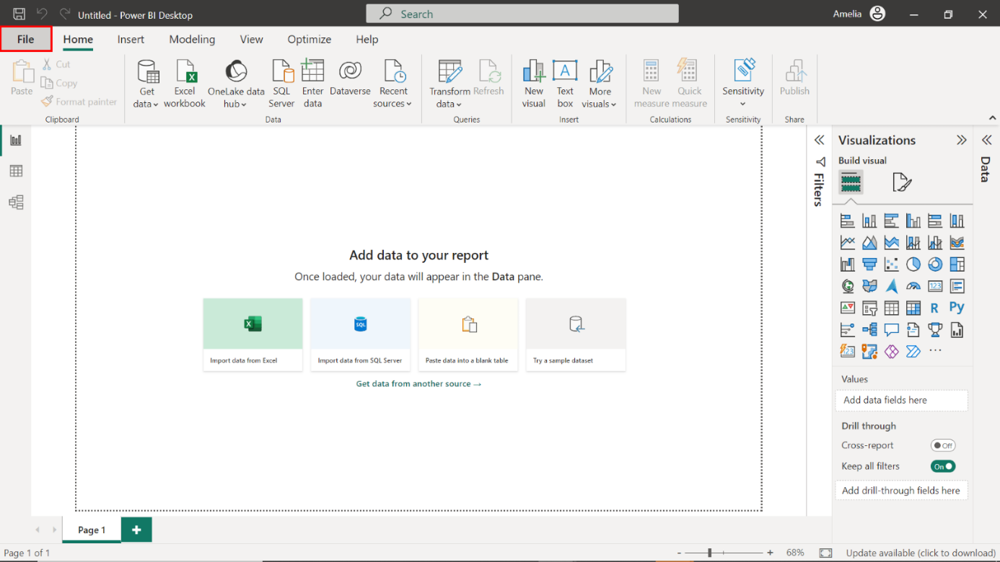 Untitled - Power BI Desktop
Search
Amelia
File
Home
Insert
Modeling
View
Optimize
Help
Paste
Cut
Copy
Format painter
Clipboard
Get
data
Excel
workbook
OneLake data
hub
SQL
Server
Enter
data
Dataverse
Recent
sources
Data
Transform
data
Refresh
Queries
New
visual
A
Text
box
More
visuals
Insert
New
measure
Quick
measure
Calculations
Sensitivity
Sensitivity
Publish
Share
Add data to your report
Once loaded, your data will appear in the Data pane.
X
SQL
Import data from Excel
Import data from SQL Server
Paste data into a blank table
Try a sample dataset
Get data from another source →
Filters
Visualizations
Build visual
123
R
Py
123
Values
Add data fields here
Drill through
Cross-report
Off
Keep all filters
On
Add drill-through fields here
Data
Page 1
+
Page 1 of 1
- + 68%
Update available (click to download)